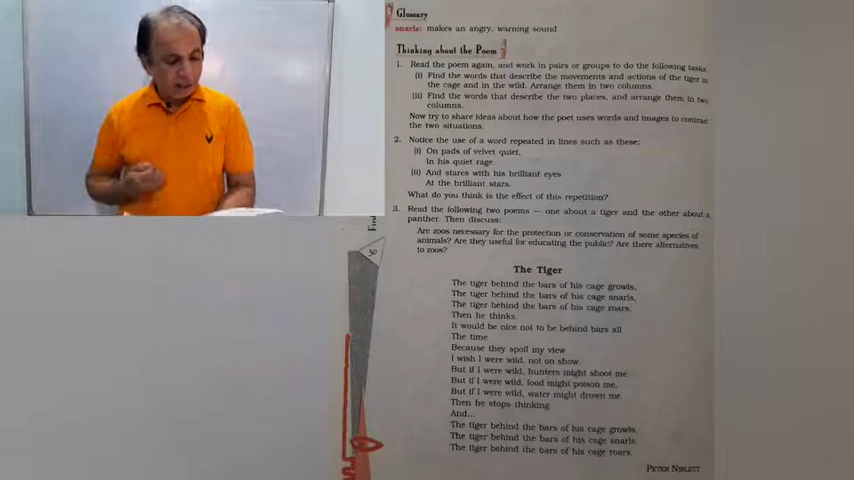 Glossary
snarls: makes an angry, warning sound
Thinking about the Poem
1. Read the poem again, and work in pairs or groups to do the following tasks.
(i) Find the words that describe the movements and actions of the tiger in
the cage and in the wild. Arrange them in two columns.
(ii) Find the words that describe the two places, and arrange them in two
columns.
Now try to share ideas about how the poet uses words and images to contrast
the two situations.
2. Notice the use of a word repeated in lines such as these:
(i) On pads of velvet quiet,
In his quiet rage.
(ii) And stares with his brilliant eyes
At the brilliant stars.
What do you think is the effect of this repetition?
3. Read the following two poems — one about a tiger and the other about a
panther. Then discuss:
Are zoos necessary for the protection or conservation of some species of
animals? Are they useful for educating the public? Are there alternatives
to zoos?
30
The Tiger
The tiger behind the bars of his cage growls,
The tiger behind the bars of his cage snarls,
The tiger behind the bars of his cage roars.
Then he thinks.
It would be nice not to be behind bars all
The time
Because they spoil my view
I wish I were wild, not on show.
But if I were wild, hunters might shoot me,
But if I were wild, food might poison me,
But if I were wild, water might drown me.
Then he stops thinking
And...
The tiger behind the bars of his cage growls,
The tiger behind the bars of his cage snarls,
The tiger behind the bars of his cage roars.
PETER NIBLETT